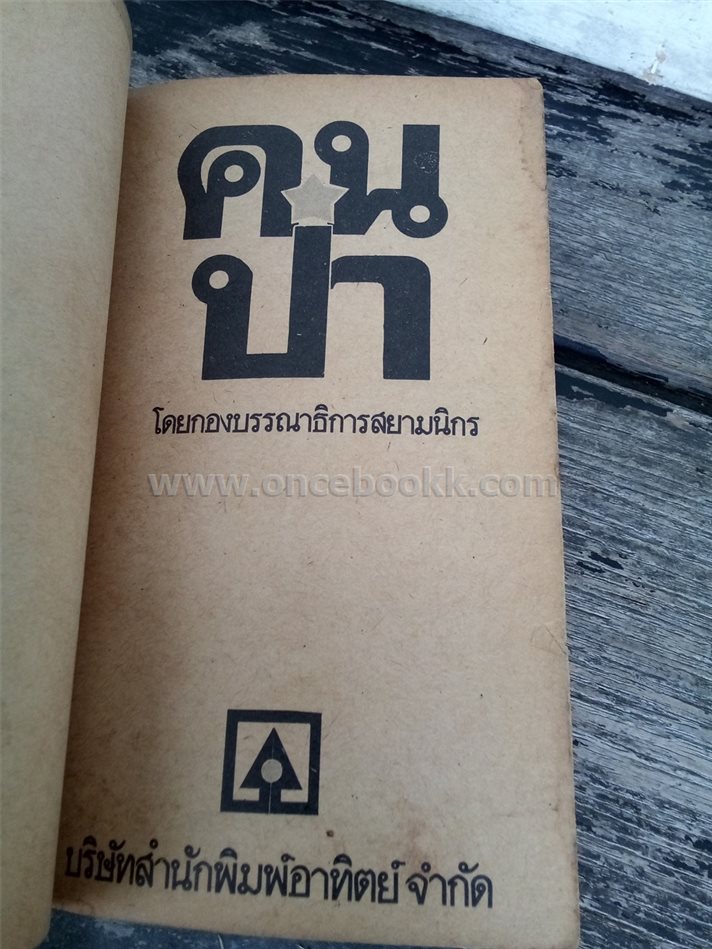 คนป่า
โดยกองบรรณาธิการสยามนิกร
www.oncebookk.com
บริษัทสำนักพิมพ์อาทิตย์ จำกัด